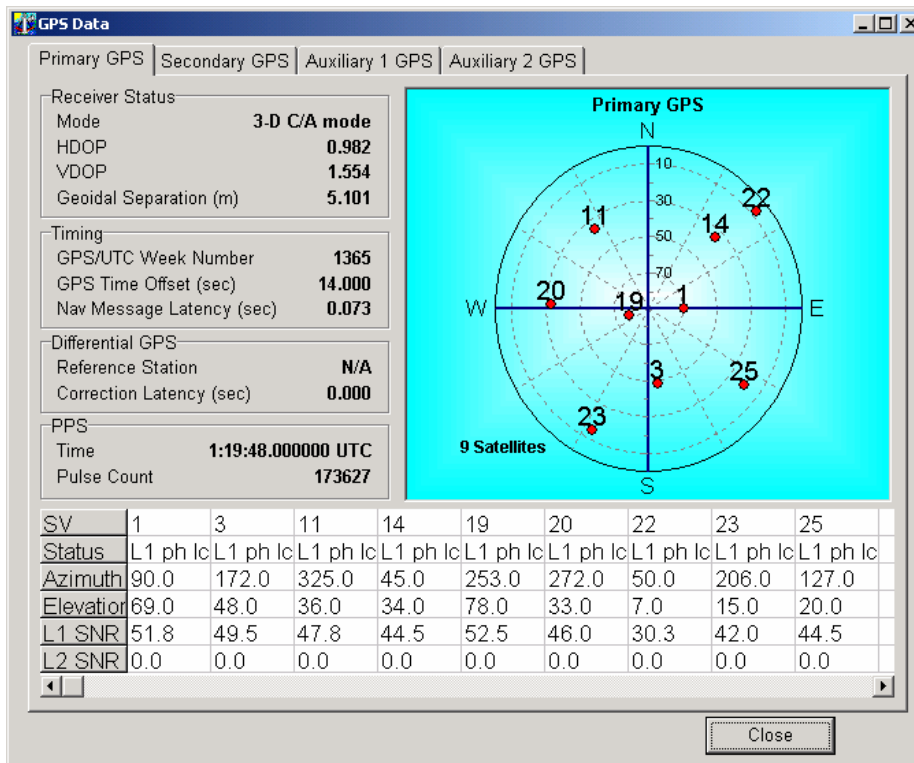 GPS Data
Primary GPS Secondary GPS Auxiliary 1 GPS Auxiliary 2 GPS
Receiver Status
Mode 3-D C/A mode
HDOP 0.982
VDOP 1.554
Geoidal Separation (m) 5.101
Timing
GPS/UTC Week Number 1365
GPS Time Offset (sec) 14.000
Nav Message Latency (sec) 0.073
Differential GPS
Reference Station N/A
Correction Latency (sec) 0.000
PPS
Time 1:19:48.000000 UTC
Pulse Count 173627
Primary GPS
N
10
22
30
11
14
50
70
20
19
1
W
E
3
25
23
9 Satellites
S
SV 1 3 11 14 19 20 22 23 25
Status L1 ph lc L1 ph lc L1 ph lc L1 ph lc L1 ph lc L1 ph lc L1 ph lc L1 ph lc L1 ph lc
Azimuth 90.0 172.0 325.0 45.0 253.0 272.0 50.0 206.0 127.0
Elevation 69.0 48.0 36.0 34.0 78.0 33.0 7.0 15.0 20.0
L1 SNR 51.8 49.5 47.8 44.5 52.5 46.0 30.3 42.0 44.5
L2 SNR 0.0 0.0 0.0 0.0 0.0 0.0 0.0 0.0 0.0
Close